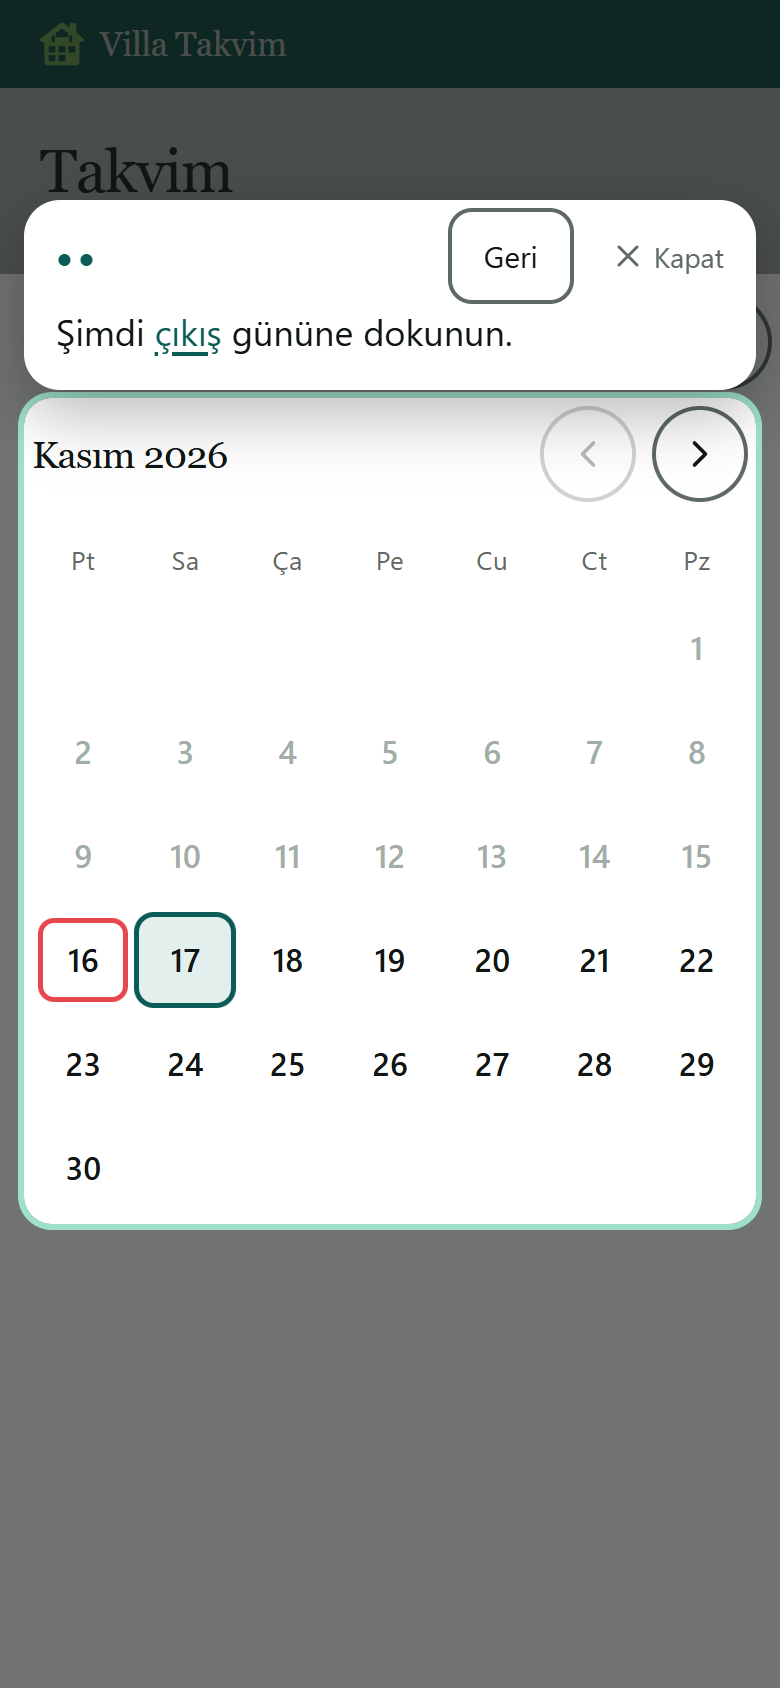 Villa Takvim
Takvim
Geri
Kapat
Şimdi çıkış gününe dokunun.
Kasım 2026
Pt Sa Ça Pe Cu Ct Pz
1
2 3 4 5 6 7 8
9 10 11 12 13 14 15
16 17 18 19 20 21 22
23 24 25 26 27 28 29
30